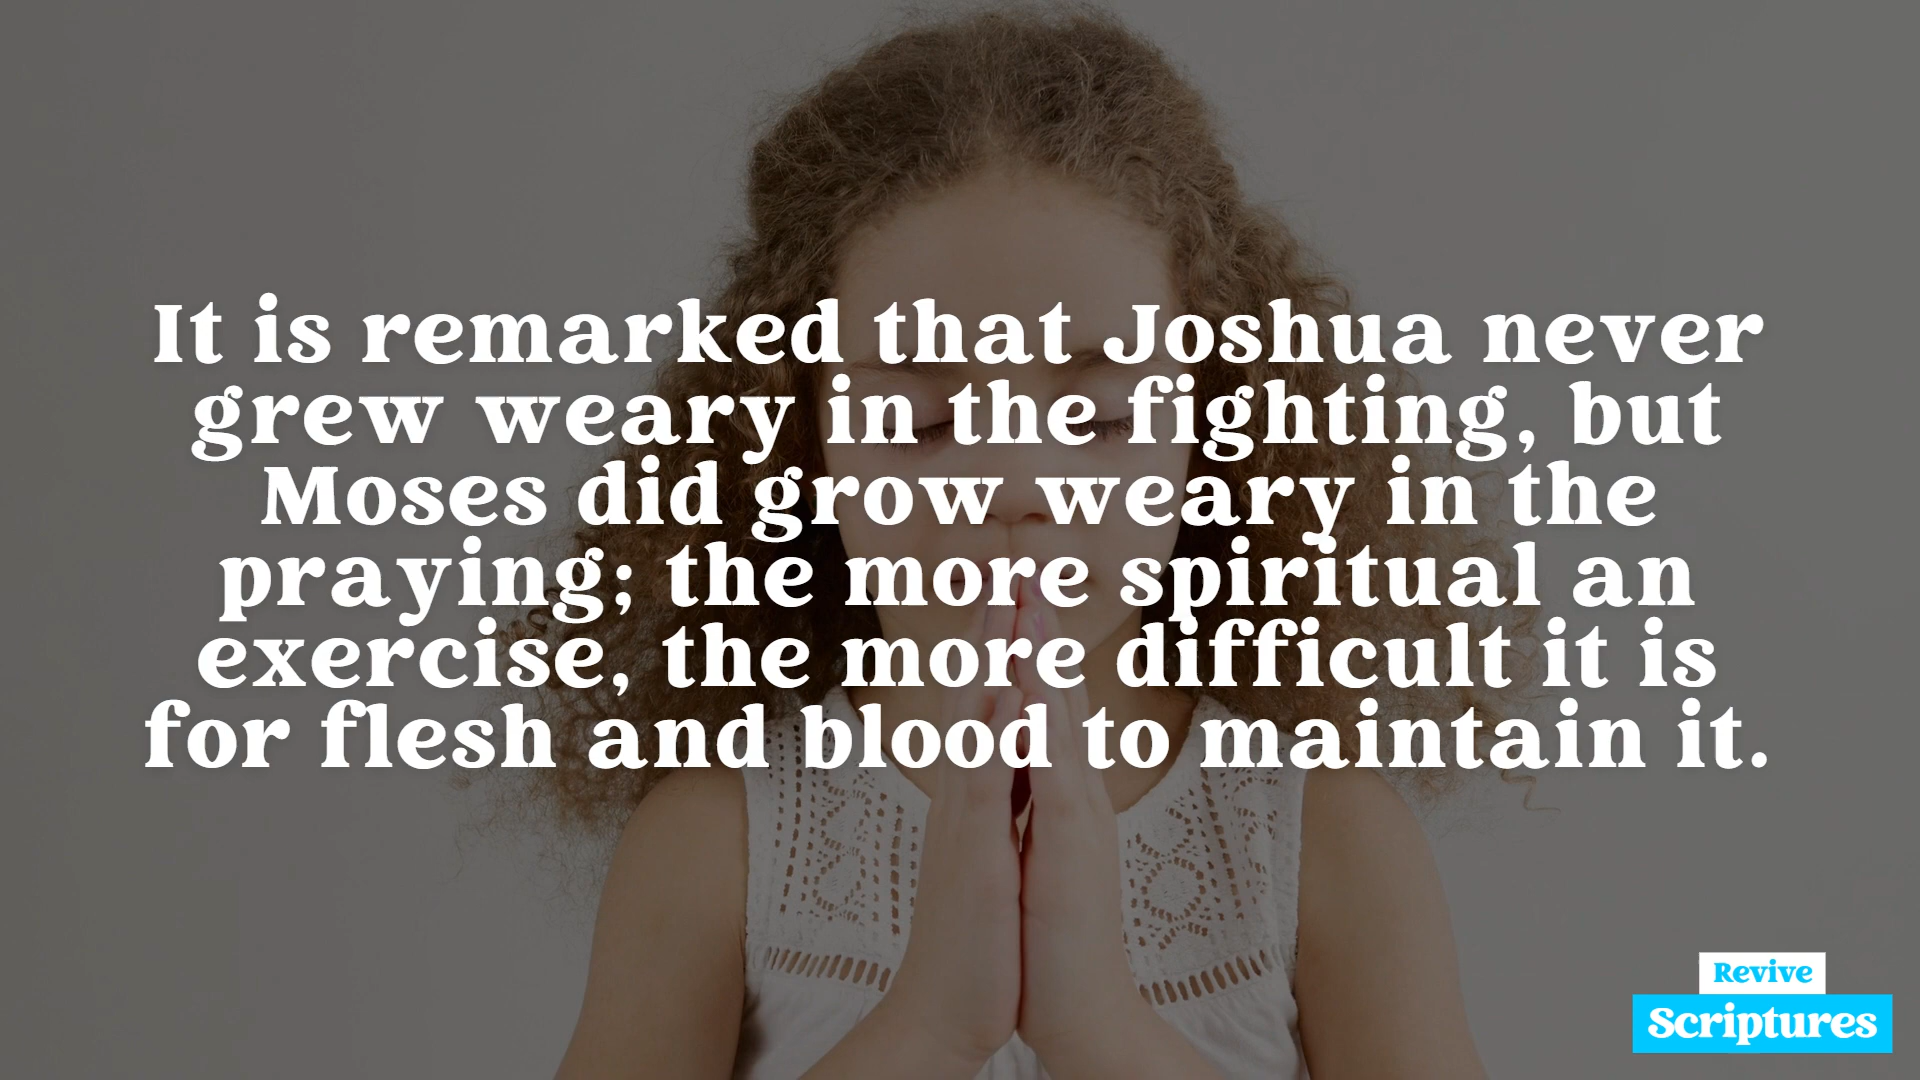 It is remarked that Joshua never
grew weary in the fighting, but
Moses did grow weary in the
praying; the more spiritual an
exercise, the more difficult it is
for flesh and blood to maintain it.
Revive
Scriptures